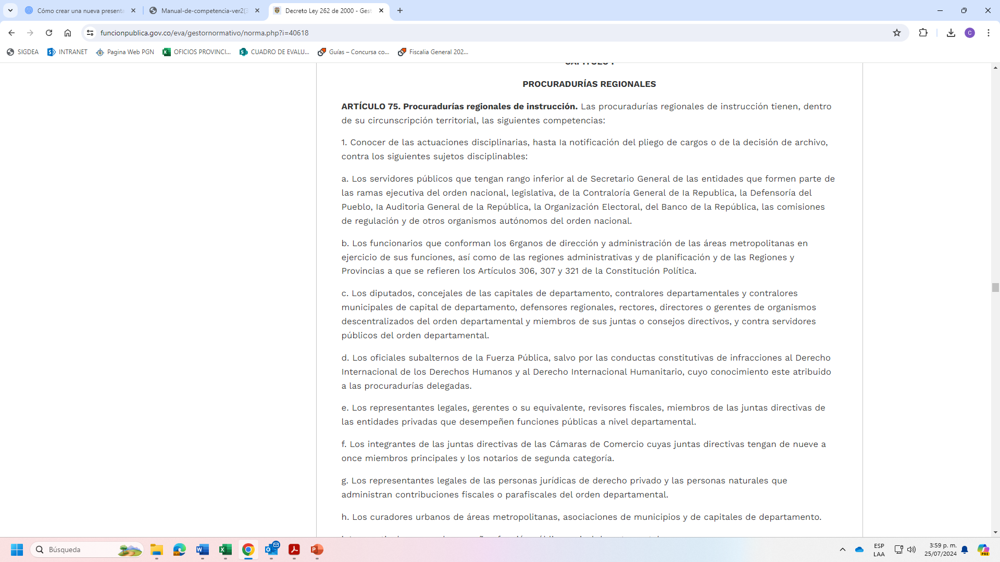 Cómo crear una nueva presenta
Manual-de-competencia-ver2(3
Decreto Ley 262 de 2000 - Gest
funcionpublica.gov.co/eva/gestornormativo/norma.php?i=40618
C
SIGDEA
INTRANET
Pagina Web PGN
OFICIOS PROVINCI...
CUADRO DE EVALU...
Guías – Concursa co...
Fiscalia General 202...
PROCURADURÍAS REGIONALES
ARTÍCULO 75. Procuradurías regionales de instrucción. Las procuradurías regionales de instrucción tienen, dentro
de su circunscripción territorial, las siguientes competencias:
1. Conocer de las actuaciones disciplinarias, hasta Ia notificación del pliego de cargos o de la decisión de archivo,
contra los siguientes sujetos disciplinables:
a. Los servidores públicos que tengan rango inferior al de Secretario General de las entidades que formen parte de
las ramas ejecutiva del orden nacional, legislativa, de la Contraloría General de Ia Republica, la Defensoría del
Pueblo, Ia Auditoria General de la República, la Organización Electoral, del Banco de la República, las comisiones
de regulación y de otros organismos autónomos del orden nacional.
b. Los funcionarios que conforman los 6rganos de dirección y administración de las áreas metropolitanas en
ejercicio de sus funciones, así como de las regiones administrativas y de planificación y de las Regiones y
Provincias a que se refieren los Artículos 306, 307 y 321 de la Constitución Política.
c. Los diputados, concejales de las capitales de departamento, contralores departamentales y contralores
municipales de capital de departamento, defensores regionales, rectores, directores o gerentes de organismos
descentralizados del orden departamental y miembros de sus juntas o consejos directivos, y contra servidores
públicos del orden departamental.
d. Los oficiales subalternos de la Fuerza Pública, salvo por las conductas constitutivas de infracciones al Derecho
Internacional de los Derechos Humanos y al Derecho Internacional Humanitario, cuyo conocimiento este atribuido
a las procuradurías delegadas.
e. Los representantes legales, gerentes o su equivalente, revisores fiscales, miembros de las juntas directivas de
las entidades privadas que desempeñen funciones públicas a nivel departamental.
f. Los integrantes de las juntas directivas de las Cámaras de Comercio cuyas juntas directivas tengan de nueve a
once miembros principales y los notarios de segunda categoría.
g. Los representantes legales de las personas jurídicas de derecho privado y las personas naturales que
administran contribuciones fiscales o parafiscales del orden departamental.
h. Los curadores urbanos de áreas metropolitanas, asociaciones de municipios y de capitales de departamento.
Búsqueda
ESP
LAA
3:59 p. m.
25/07/2024
PRE